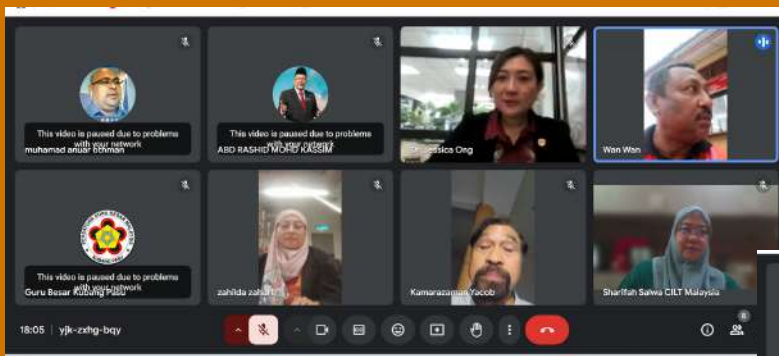 This video is paused due to problems
with your network
muhamad anuar othman
This video is paused due to problems
with your network
ABD RASHID MOHD KASSIM
Jessica Ong
Wan Wan
This video is paused due to problems
with your network
Guru Besar Kubang Pasu
zahilda
Kamarazaman Yacob
Sharifah Salwa CILT Malaysia
8
18:05 | yjk-zxhg-bqy